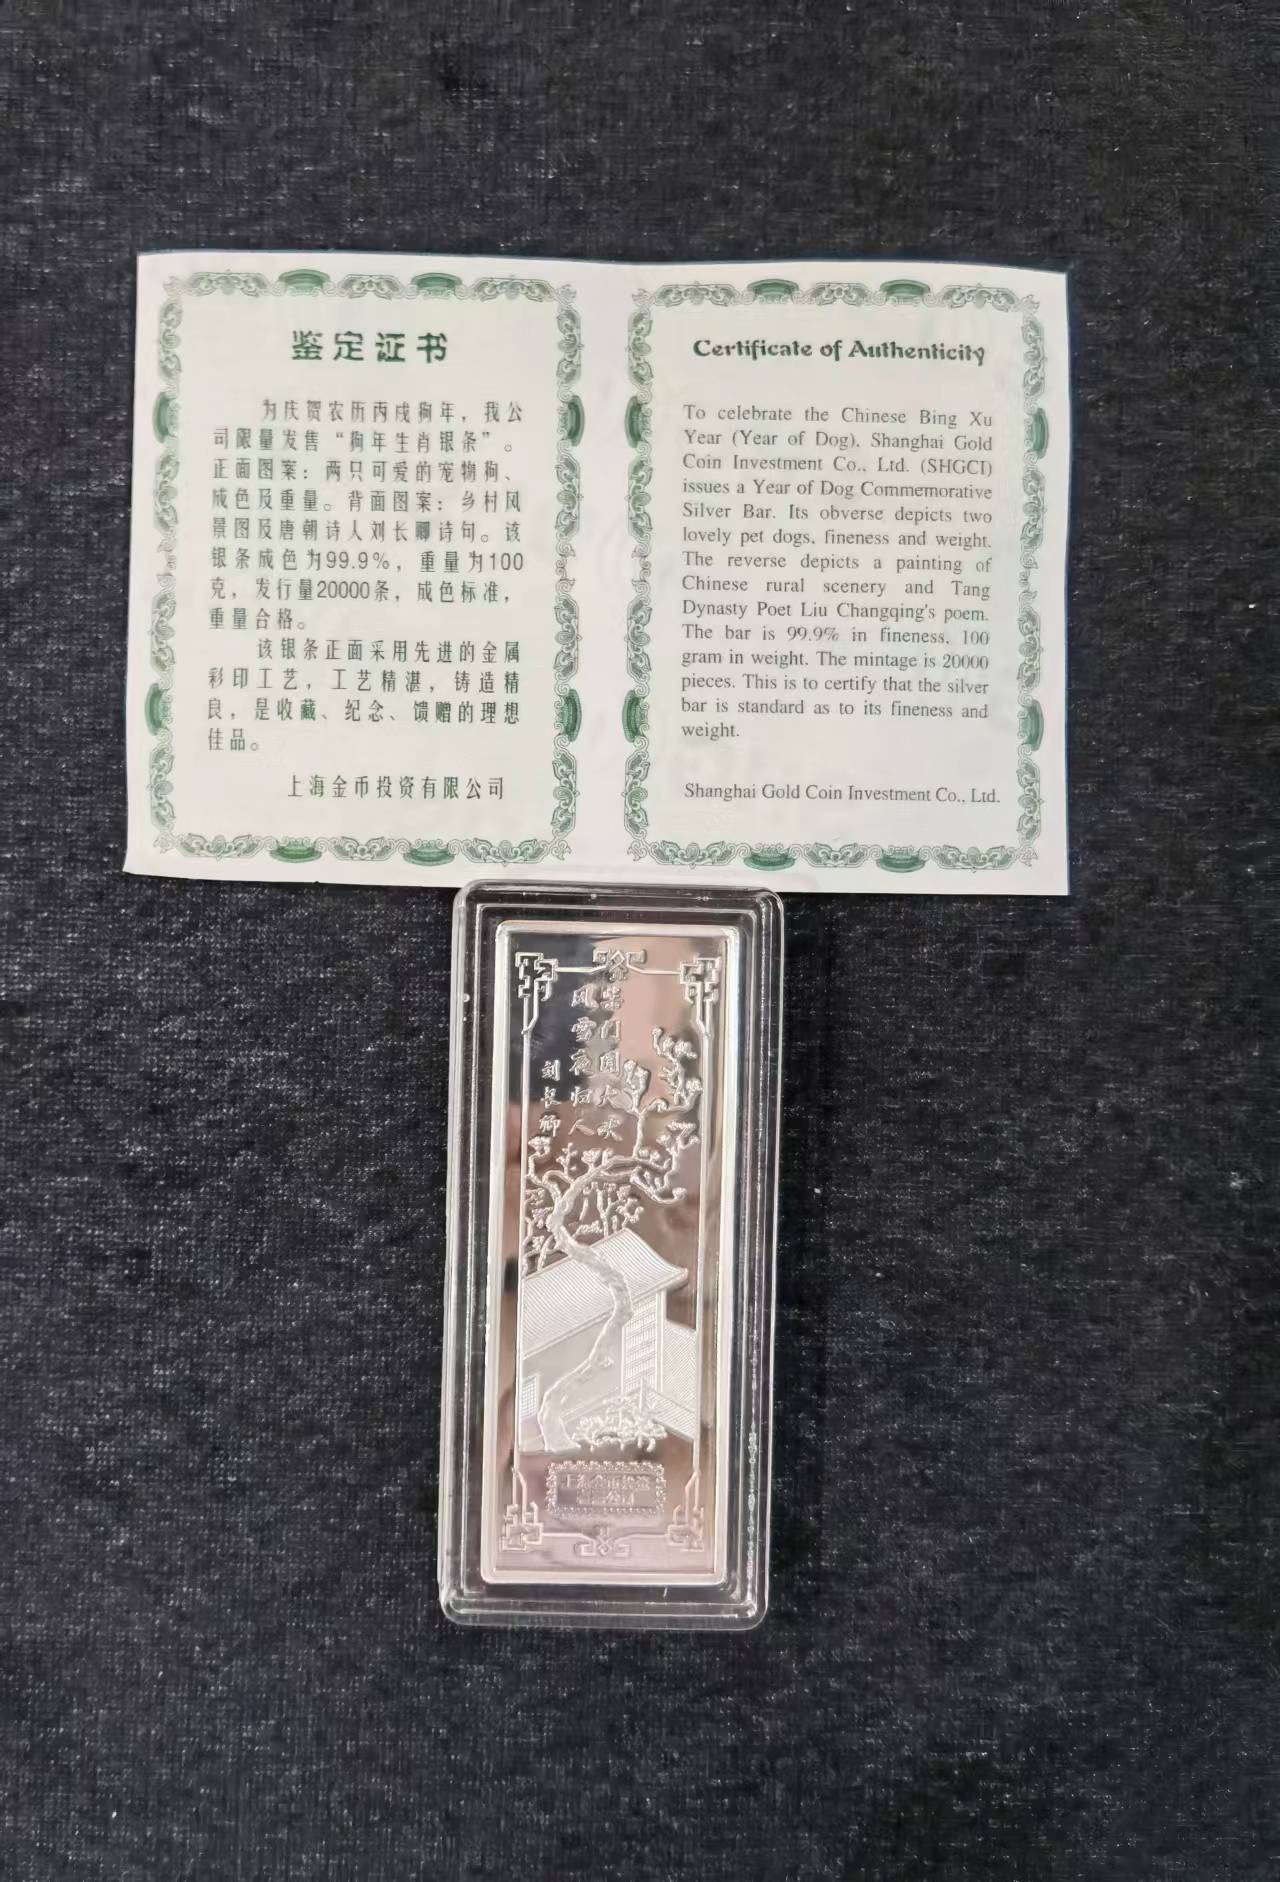 鉴定证书
为庆贺农历丙戌狗年，我公
司限量发售“狗年生肖银条”。
正面图案：两只可爱的宠物狗、
成色及重量。背面图案：乡村风
景图及唐朝诗人刘长卿诗句。该
银条成色为99.9%，重量为100
克，发行量20000条，成色标准，
重量合格。
该银条正面采用先进的金属
彩印工艺，工艺精湛，铸造精
良，是收藏、纪念、馈赠的理想
佳品。
上海金币投资有限公司
Certificate of Authenticity
To celebrate the Chinese Bing Xu
Year (Year of Dog), Shanghai Gold
Coin Investment Co., Ltd. (SHGCI)
issues a Year of Dog Commemorative
Silver Bar. Its obverse depicts two
lovely pet dogs, fineness and weight.
The reverse depicts a painting of
Chinese rural scenery and Tang
Dynasty Poet Liu Changqing's poem.
The bar is 99.9% in fineness, 100
gram in weight. The mintage is 20000
pieces. This is to certify that the silver
bar is standard as to its fineness and
weight.
Shanghai Gold Coin Investment Co., Ltd.
柴门闻犬吠
风雪夜归人
刘长卿
上海金币投资
有限公司